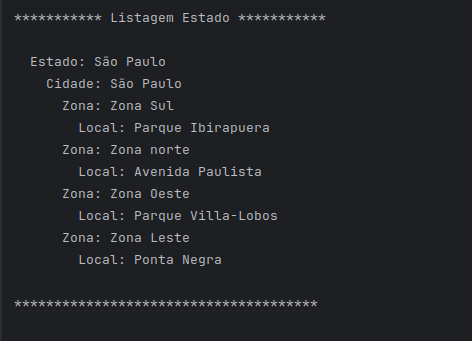 *********** Listagem Estado ***********
Estado: São Paulo
Cidade: São Paulo
Zona: Zona Sul
Local: Parque Ibirapuera
Zona: Zona norte
Local: Avenida Paulista
Zona: Zona Oeste
Local: Parque Villa-Lobos
Zona: Zona Leste
Local: Ponta Negra
**************************************